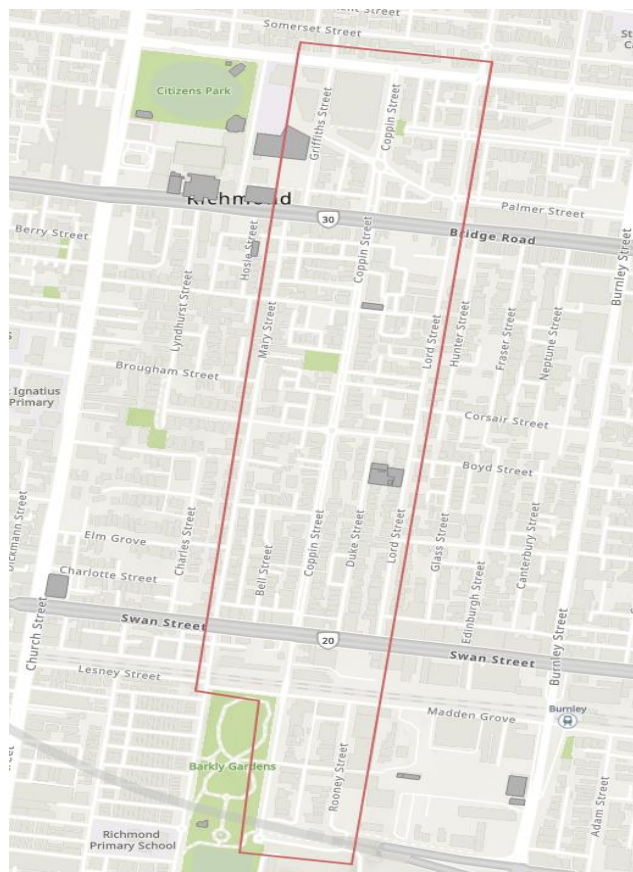 Somerset Street
Citizens Park
Griffiths Street
Coppin Street
Richmond
30
Palmer Street
Bridge Road
Berry Street
Hosie Street
Coppin Street
Burnley Street
Lyndhurst Street
Mary Street
Lord Street
Hunter Street
Fraser Street
Neptune Street
Brougham Street
Ignatius
Primary
Corsair Street
Boyd Street
Dickmann Street
Elm Grove
Charles Street
Coppin Street
Duke Street
Lord Street
Glass Street
Canterbury Street
Charlotte Street
Bell Street
Edinburgh Street
Church Street
Swan Street
20
Swan Street
Burnley Street
Lesney Street
Madden Grove
Burnley
Barkly Gardens
Rooney Street
Adam Street
Richmond
Primary School